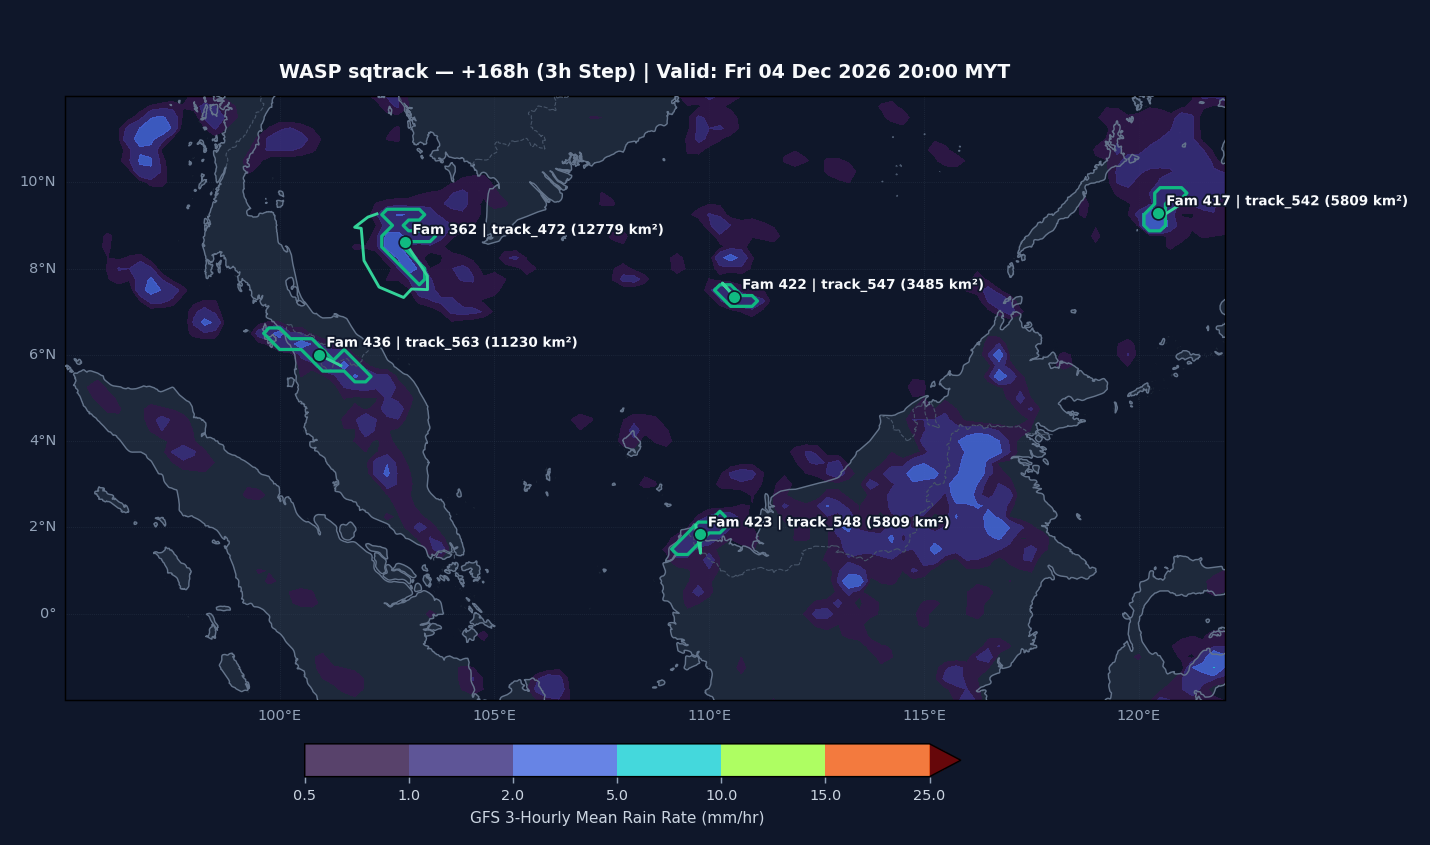 WASP sqtrack — +168h (3h Step) | Valid: Fri 04 Dec 2026 20:00 MYT
10°N
Fam 417 | track_542 (5809 km²)
Fam 362 | track_472 (12779 km²)
8°N
Fam 422 | track_547 (3485 km²)
Fam 436 | track_563 (11230 km²)
6°N
4°N
2°N
Fam 423 | track_548 (5809 km²)
0°
100°E 105°E 110°E 115°E 120°E
0.5 1.0 2.0 5.0 10.0 15.0 25.0
GFS 3-Hourly Mean Rain Rate (mm/hr)